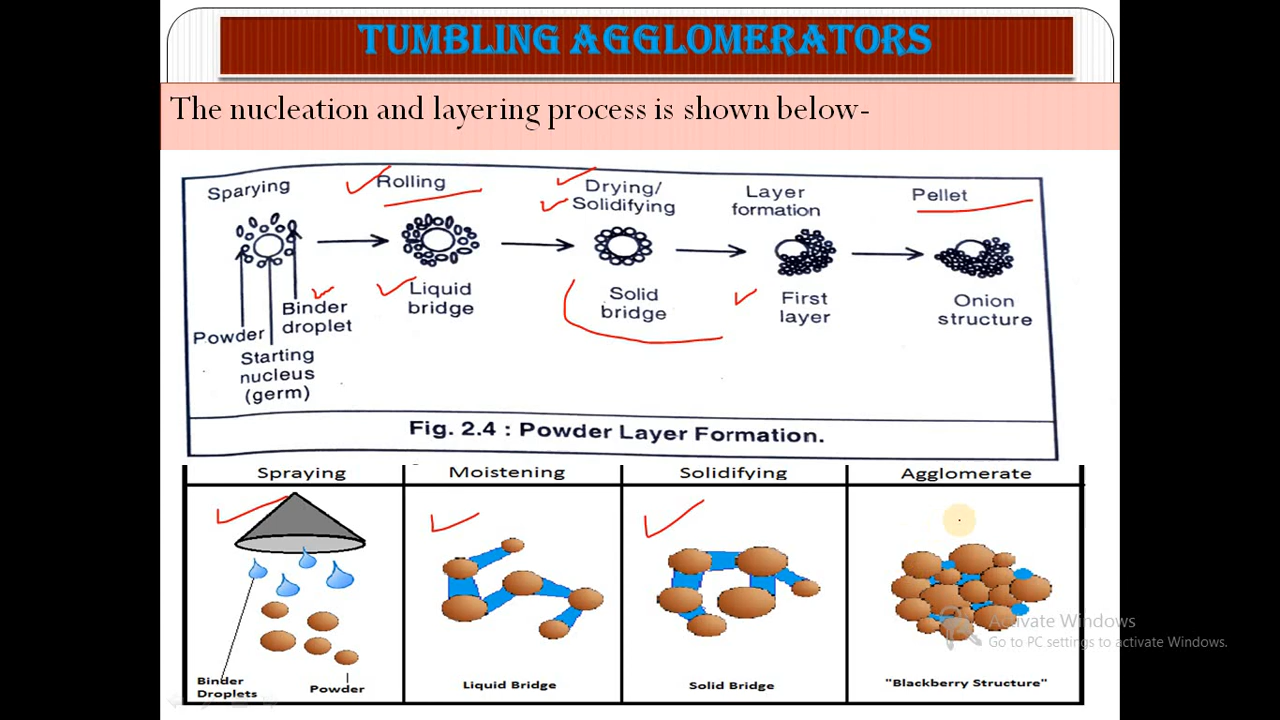 TUMBLING AGGLOMERATORS
The nucleation and layering process is shown below-
Sparying
Rolling
Drying/
Solidifying
Layer
formation
Pellet
Powder
Binder
droplet
Starting
nucleus
(germ)
Liquid
bridge
Solid
bridge
First
layer
Onion
structure
Fig. 2.4 : Powder Layer Formation.
Spraying
Moistening
Solidifying
Agglomerate
Binder
Droplets
Powder
Liquid Bridge
Solid Bridge
"Blackberry Structure"
Activate Windows
Go to PC settings to activate Windows.